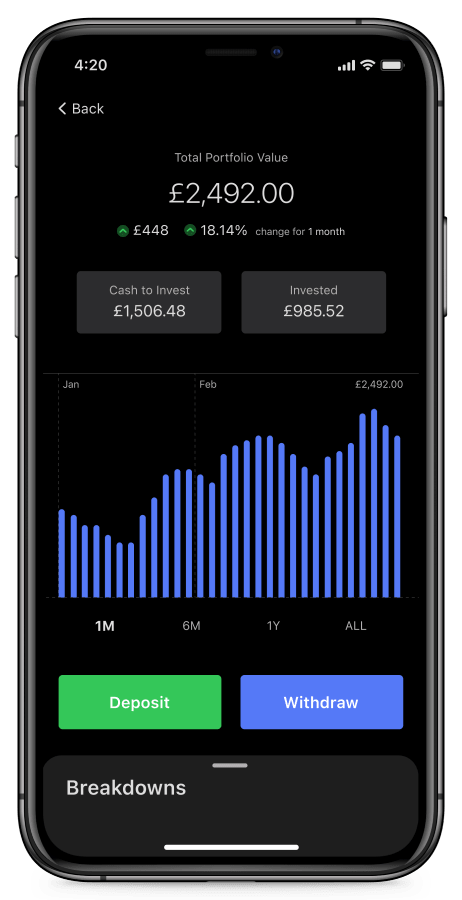 4:20
Back
Total Portfolio Value
£2,492.00
£448 18.14% change for 1 month
Cash to Invest
£1,506.48
Invested
£985.52
Jan Feb £2,492.00
1M 6M 1Y ALL
Deposit Withdraw
Breakdowns